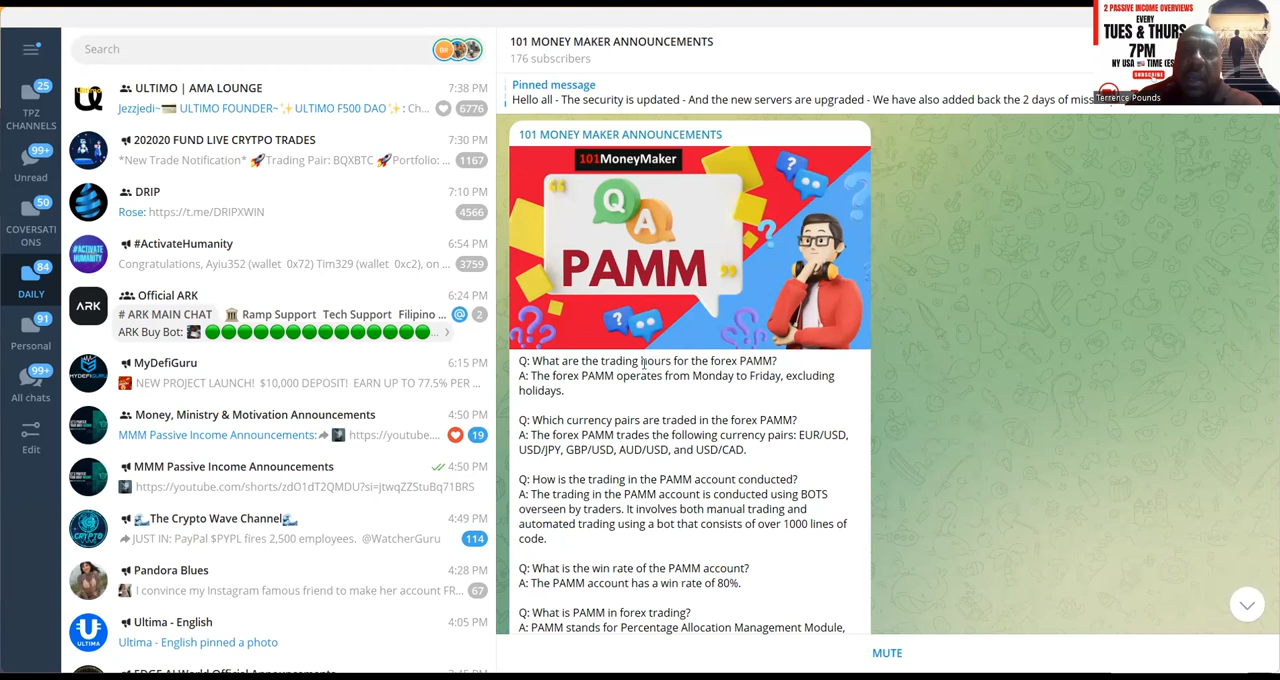 TPZ CHANNELS
25
Unread
99+
COVERSATI
ONS
50
DAILY
84
Personal
91
All chats
99+
Edit
Search
ULTIMO | AMA LOUNGE
7:38 PM
Jezzjedi~ ULTIMO FOUNDER~✨ULTIMO F500 DAO✨: Ch...
6776
202020 FUND LIVE CRYTPO TRADES
7:30 PM
*New Trade Notification* 🚀Trading Pair: BQXBTC 🚀Portfolio: ...
1167
DRIP
7:10 PM
Rose: https://t.me/DRIPXWIN
4566
#ActivateHumanity
6:54 PM
Congratulations, Ayiu352 (wallet 0x72) Tim329 (wallet 0xc2), on ...
3759
#ACTIVATE
HUMANITY
ARK
Official ARK
6:24 PM
# ARK MAIN CHAT 🏛 Ramp Support Tech Support Filipino ... @ 2
ARK Buy Bot: ...
MyDefiGuru
6:15 PM
NEW PROJECT LAUNCH! $10,000 DEPOSIT! EARN UP TO 77.5% PER ...
MYDEFIGURU
Money, Ministry & Motivation Announcements
4:50 PM
MMM Passive Income Announcements: https://youtube....
19
MMM Passive Income Announcements
4:50 PM
https://youtube.com/shorts/zdO1dT2QMDU?si=jtwqZZStuBq71BRS
🌊The Crypto Wave Channel🌊
4:49 PM
JUST IN: PayPal $PYPL fires 2,500 employees. @WatcherGuru
114
CRYPTO
Pandora Blues
4:28 PM
I convince my Instagram famous friend to make her account FR...
67
Ultima - English
4:05 PM
Ultima - English pinned a photo
ULTIMA
101 MONEY MAKER ANNOUNCEMENTS
176 subscribers
Pinned message
Hello all - The security is updated - And the new servers are upgraded - We have also added back the 2 days of miss
2 PASSIVE INCOME OVERVIEWS
EVERY
TUES & THURS
7PM
NY USA 🇺🇸 TIME (ES
SUBSCRIBE
Terrence Pounds
101 MONEY MAKER ANNOUNCEMENTS
101MoneyMaker
Q
A
PAMM
Q: What are the trading hours for the forex PAMM?
A: The forex PAMM operates from Monday to Friday, excluding
holidays.
Q: Which currency pairs are traded in the forex PAMM?
A: The forex PAMM trades the following currency pairs: EUR/USD,
USD/JPY, GBP/USD, AUD/USD, and USD/CAD.
Q: How is the trading in the PAMM account conducted?
A: The trading in the PAMM account is conducted using BOTS
overseen by traders. It involves both manual trading and
automated trading using a bot that consists of over 1000 lines of
code.
Q: What is the win rate of the PAMM account?
A: The PAMM account has a win rate of 80%.
Q: What is PAMM in forex trading?
A: PAMM stands for Percentage Allocation Management Module,
MUTE